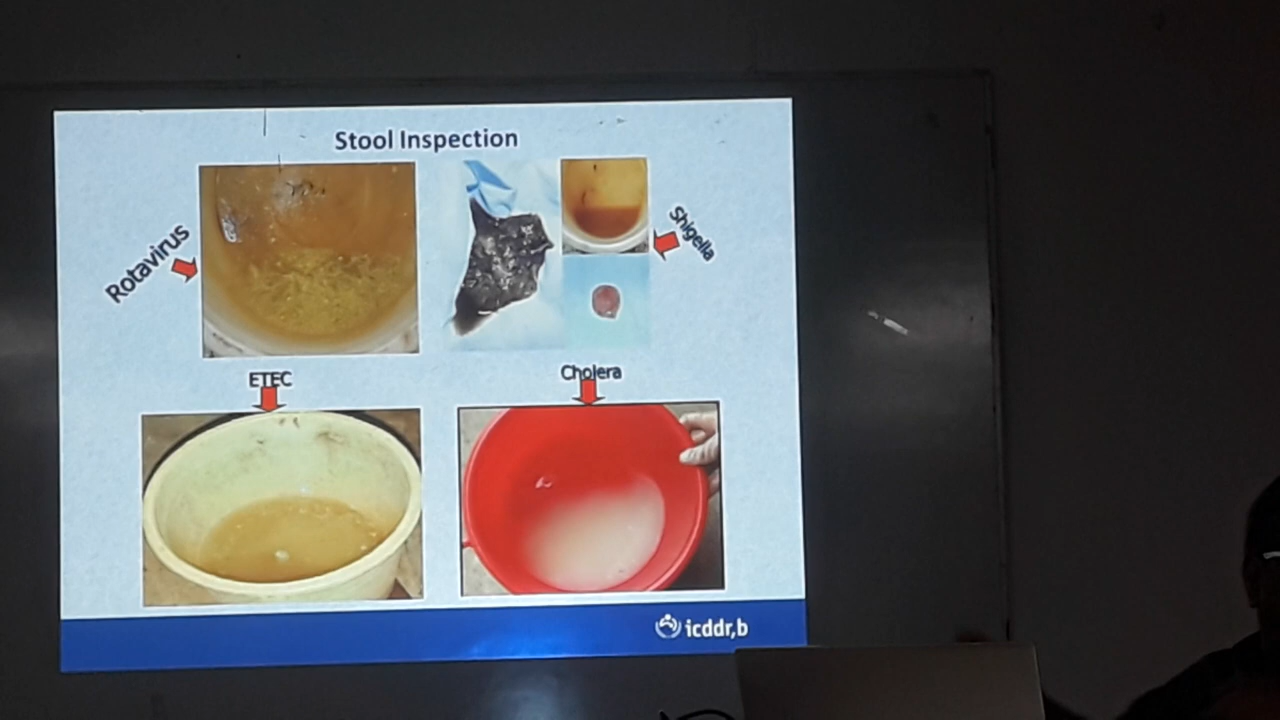 Stool Inspection
Rotavirus
Shigella
ETEC
Cholera
icddr,b